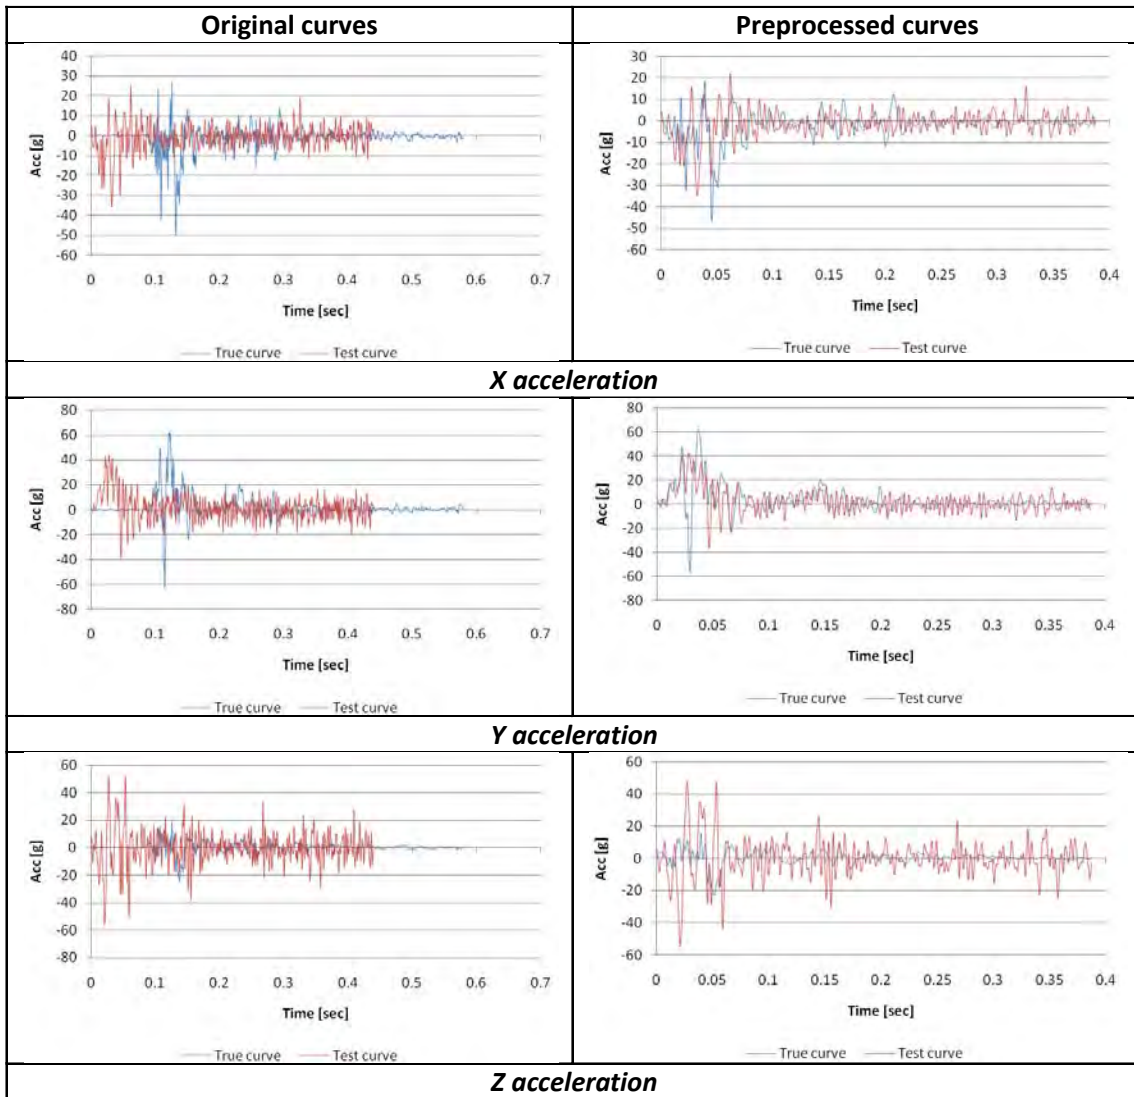 Original curves Preprocessed curves
40
30
20
10
0
-10
-20
-30
-40
-50
-60
Acc [g]
0 0.1 0.2 0.3 0.4 0.5 0.6 0.7
Time [sec]
True curve Test curve
30
20
10
0
-10
-20
-30
-40
-50
-60
Acc [g]
0 0.05 0.1 0.15 0.2 0.25 0.3 0.35 0.4
Time [sec]
True curve Test curve
X acceleration
80
60
40
20
0
-20
-40
-60
-80
Acc [g]
0 0.1 0.2 0.3 0.4 0.5 0.6 0.7
Time [sec]
True curve Test curve
80
60
40
20
0
-20
-40
-60
-80
Acc [g]
0 0.05 0.1 0.15 0.2 0.25 0.3 0.35 0.4
Time [sec]
True curve Test curve
Y acceleration
60
40
20
0
-20
-40
-60
-80
Acc [g]
0 0.1 0.2 0.3 0.4 0.5 0.6 0.7
Time [sec]
True curve Test curve
60
40
20
0
-20
-40
-60
Acc [g]
0 0.05 0.1 0.15 0.2 0.25 0.3 0.35 0.4
Time [sec]
True curve Test curve
Z acceleration